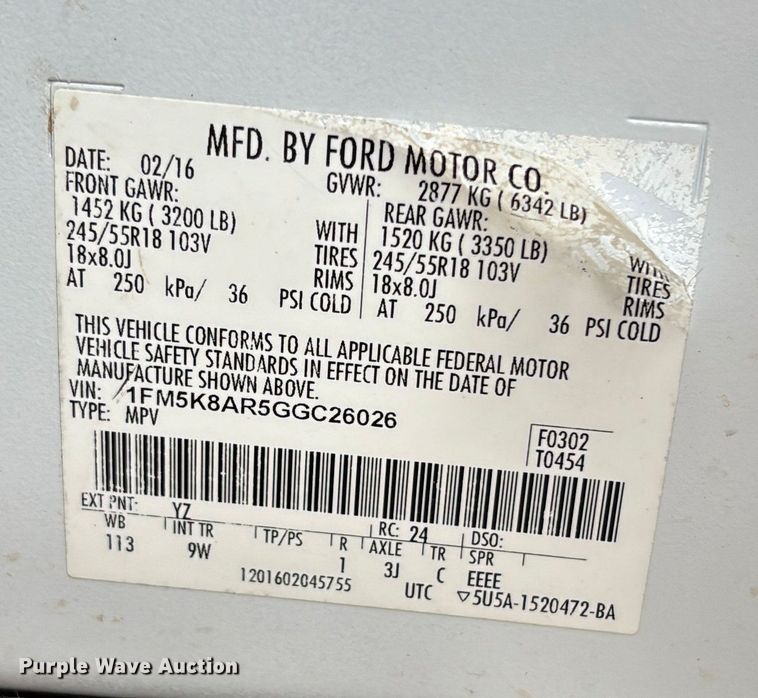 MFD. BY FORD MOTOR CO.
DATE: 02/16
GVWR: 2877 KG ( 6342 LB)
FRONT GAWR:
1452 KG ( 3200 LB) WITH
245/55R18 103V TIRES
18x8.0J RIMS
AT 250 kPa/ 36 PSI COLD
REAR GAWR:
1520 KG ( 3350 LB)
245/55R18 103V TIRES
18x8.0J RIMS
AT 250 kPa/ 36 PSI COLD
THIS VEHICLE CONFORMS TO ALL APPLICABLE FEDERAL MOTOR
VEHICLE SAFETY STANDARDS IN EFFECT ON THE DATE OF
MANUFACTURE SHOWN ABOVE.
VIN: 1FM5K8AR5GGC26026
TYPE: MPV
F0302
T0454
EXT PNT: YZ RC: 24 DSO:
WB INT TR TP/PS R AXLE TR SPR
113 9W 1 3J C EEEE
1201602045755 UTC ▽5U5A-1520472-BA
Purple Wave Auction